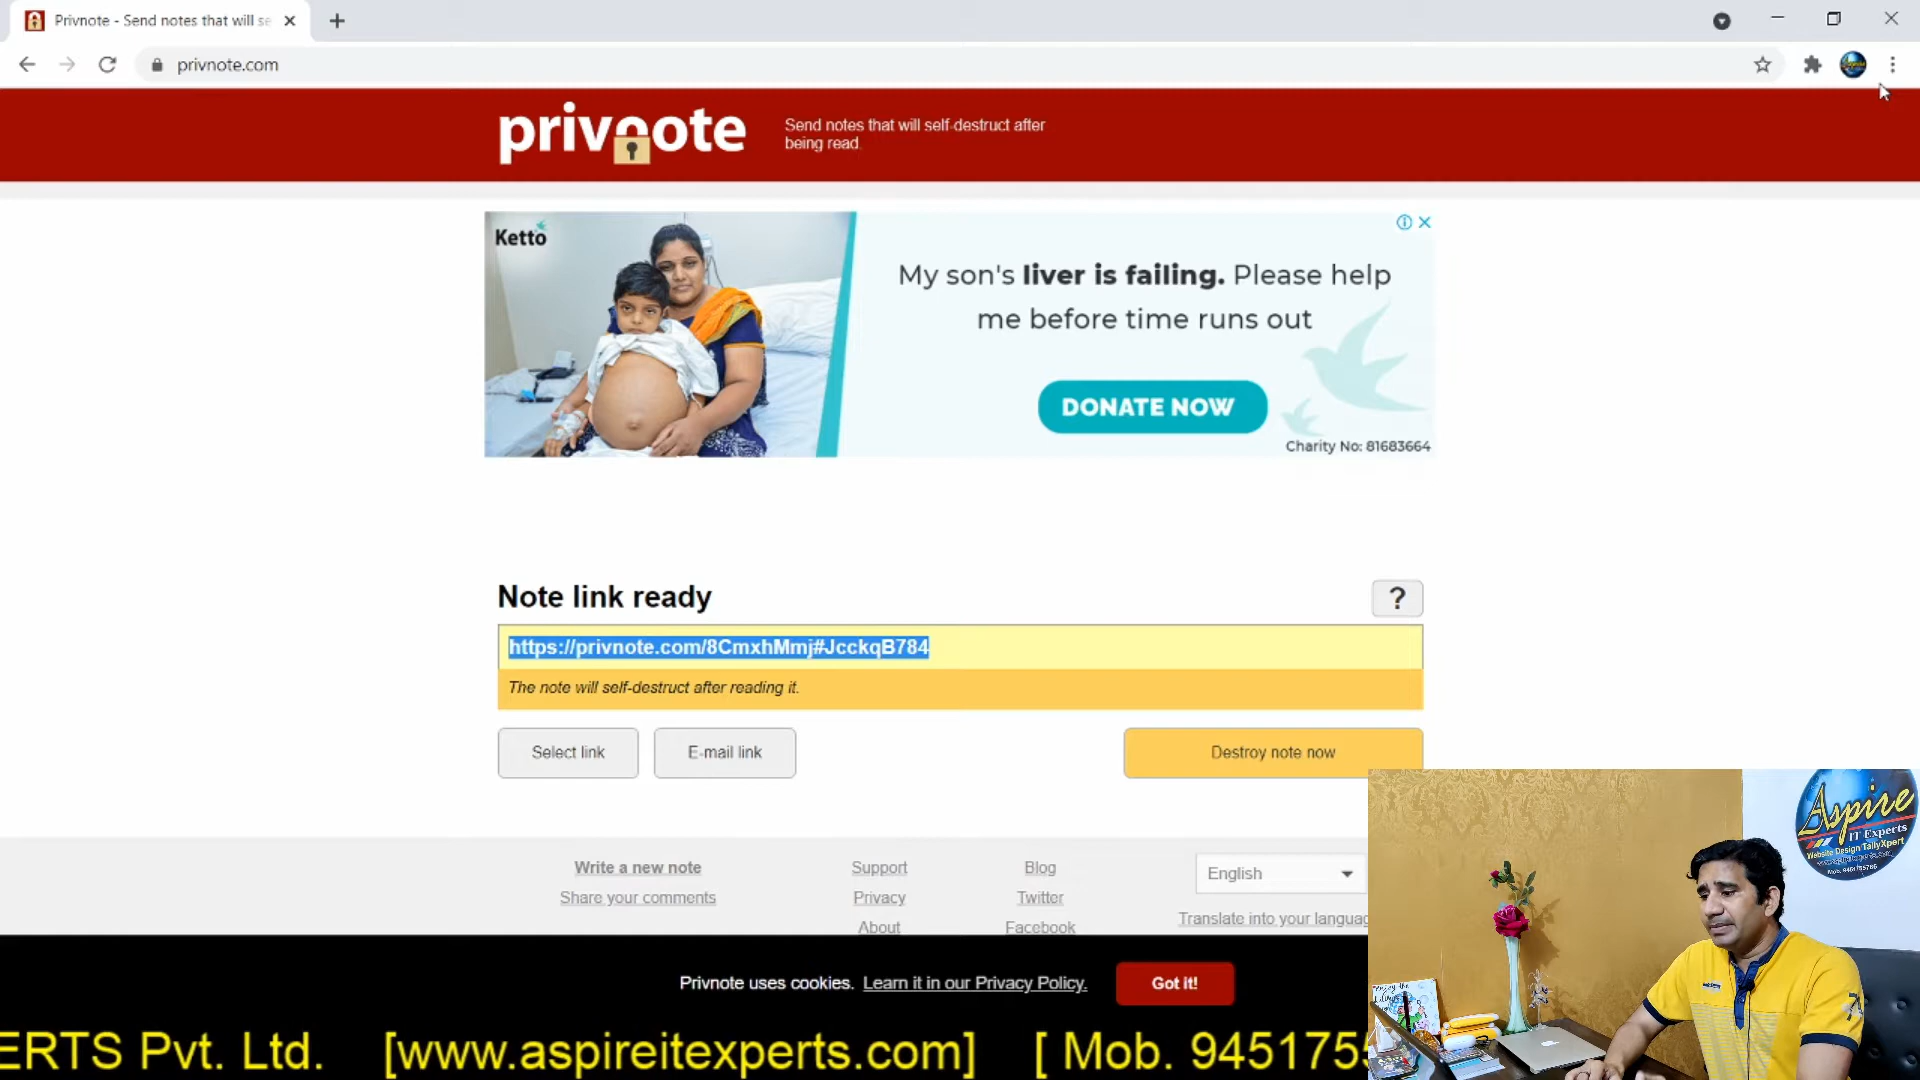 Privnote - Send notes that will se
privnote.com
privnote
Send notes that will self-destruct after
being read.
Ketto
My son's liver is failing. Please help
me before time runs out
DONATE NOW
Charity No: 81683664
Note link ready
?
https://privnote.com/8CmxhMmj#JcckqB784
The note will self-destruct after reading it.
Select link
E-mail link
Destroy note now
Write a new note
Support
Blog
English
Share your comments
Privacy
Twitter
Translate into your languag
About
Facebook
Privnote uses cookies. Learn it in our Privacy Policy.
Got it!
Aspire
IT Experts
Website Design TallyXpert
ERTS Pvt. Ltd. [www.aspireitexperts.com] [ Mob. 945175